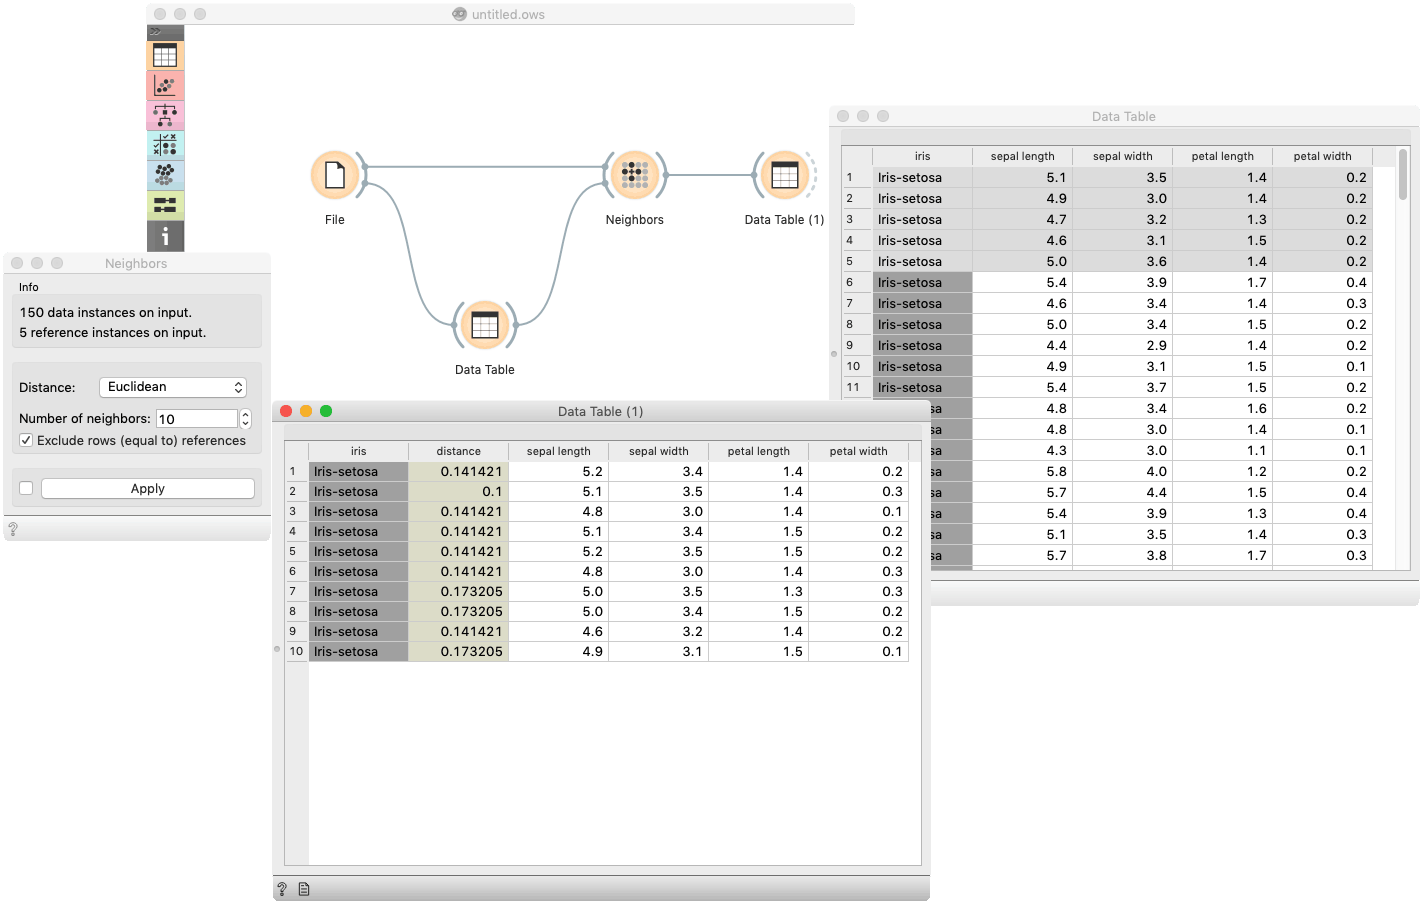 untitled.ows
File
Neighbors
Data Table (1)
Data Table
Neighbors
Info
150 data instances on input.
5 reference instances on input.
Distance: Euclidean
Number of neighbors: 10
Exclude rows (equal to) references
Apply
?
Data Table
iris sepal length sepal width petal length petal width
1 Iris-setosa 5.1 3.5 1.4 0.2
2 Iris-setosa 4.9 3.0 1.4 0.2
3 Iris-setosa 4.7 3.2 1.3 0.2
4 Iris-setosa 4.6 3.1 1.5 0.2
5 Iris-setosa 5.0 3.6 1.4 0.2
6 Iris-setosa 5.4 3.9 1.7 0.4
7 Iris-setosa 4.6 3.4 1.4 0.3
8 Iris-setosa 5.0 3.4 1.5 0.2
9 Iris-setosa 4.4 2.9 1.4 0.2
10 Iris-setosa 4.9 3.1 1.5 0.1
11 Iris-setosa 5.4 3.7 1.5 0.2
sa 4.8 3.4 1.6 0.2
sa 4.8 3.0 1.4 0.1
sa 4.3 3.0 1.1 0.1
sa 5.8 4.0 1.2 0.2
sa 5.7 4.4 1.5 0.4
sa 5.4 3.9 1.3 0.4
sa 5.1 3.5 1.4 0.3
sa 5.7 3.8 1.7 0.3
Data Table (1)
iris distance sepal length sepal width petal length petal width
1 Iris-setosa 0.141421 5.2 3.4 1.4 0.2
2 Iris-setosa 0.1 5.1 3.5 1.4 0.3
3 Iris-setosa 0.141421 4.8 3.0 1.4 0.1
4 Iris-setosa 0.141421 5.1 3.4 1.5 0.2
5 Iris-setosa 0.141421 5.2 3.5 1.5 0.2
6 Iris-setosa 0.141421 4.8 3.0 1.4 0.3
7 Iris-setosa 0.173205 5.0 3.5 1.3 0.3
8 Iris-setosa 0.173205 5.0 3.4 1.5 0.2
9 Iris-setosa 0.141421 4.6 3.2 1.4 0.2
10 Iris-setosa 0.173205 4.9 3.1 1.5 0.1
?